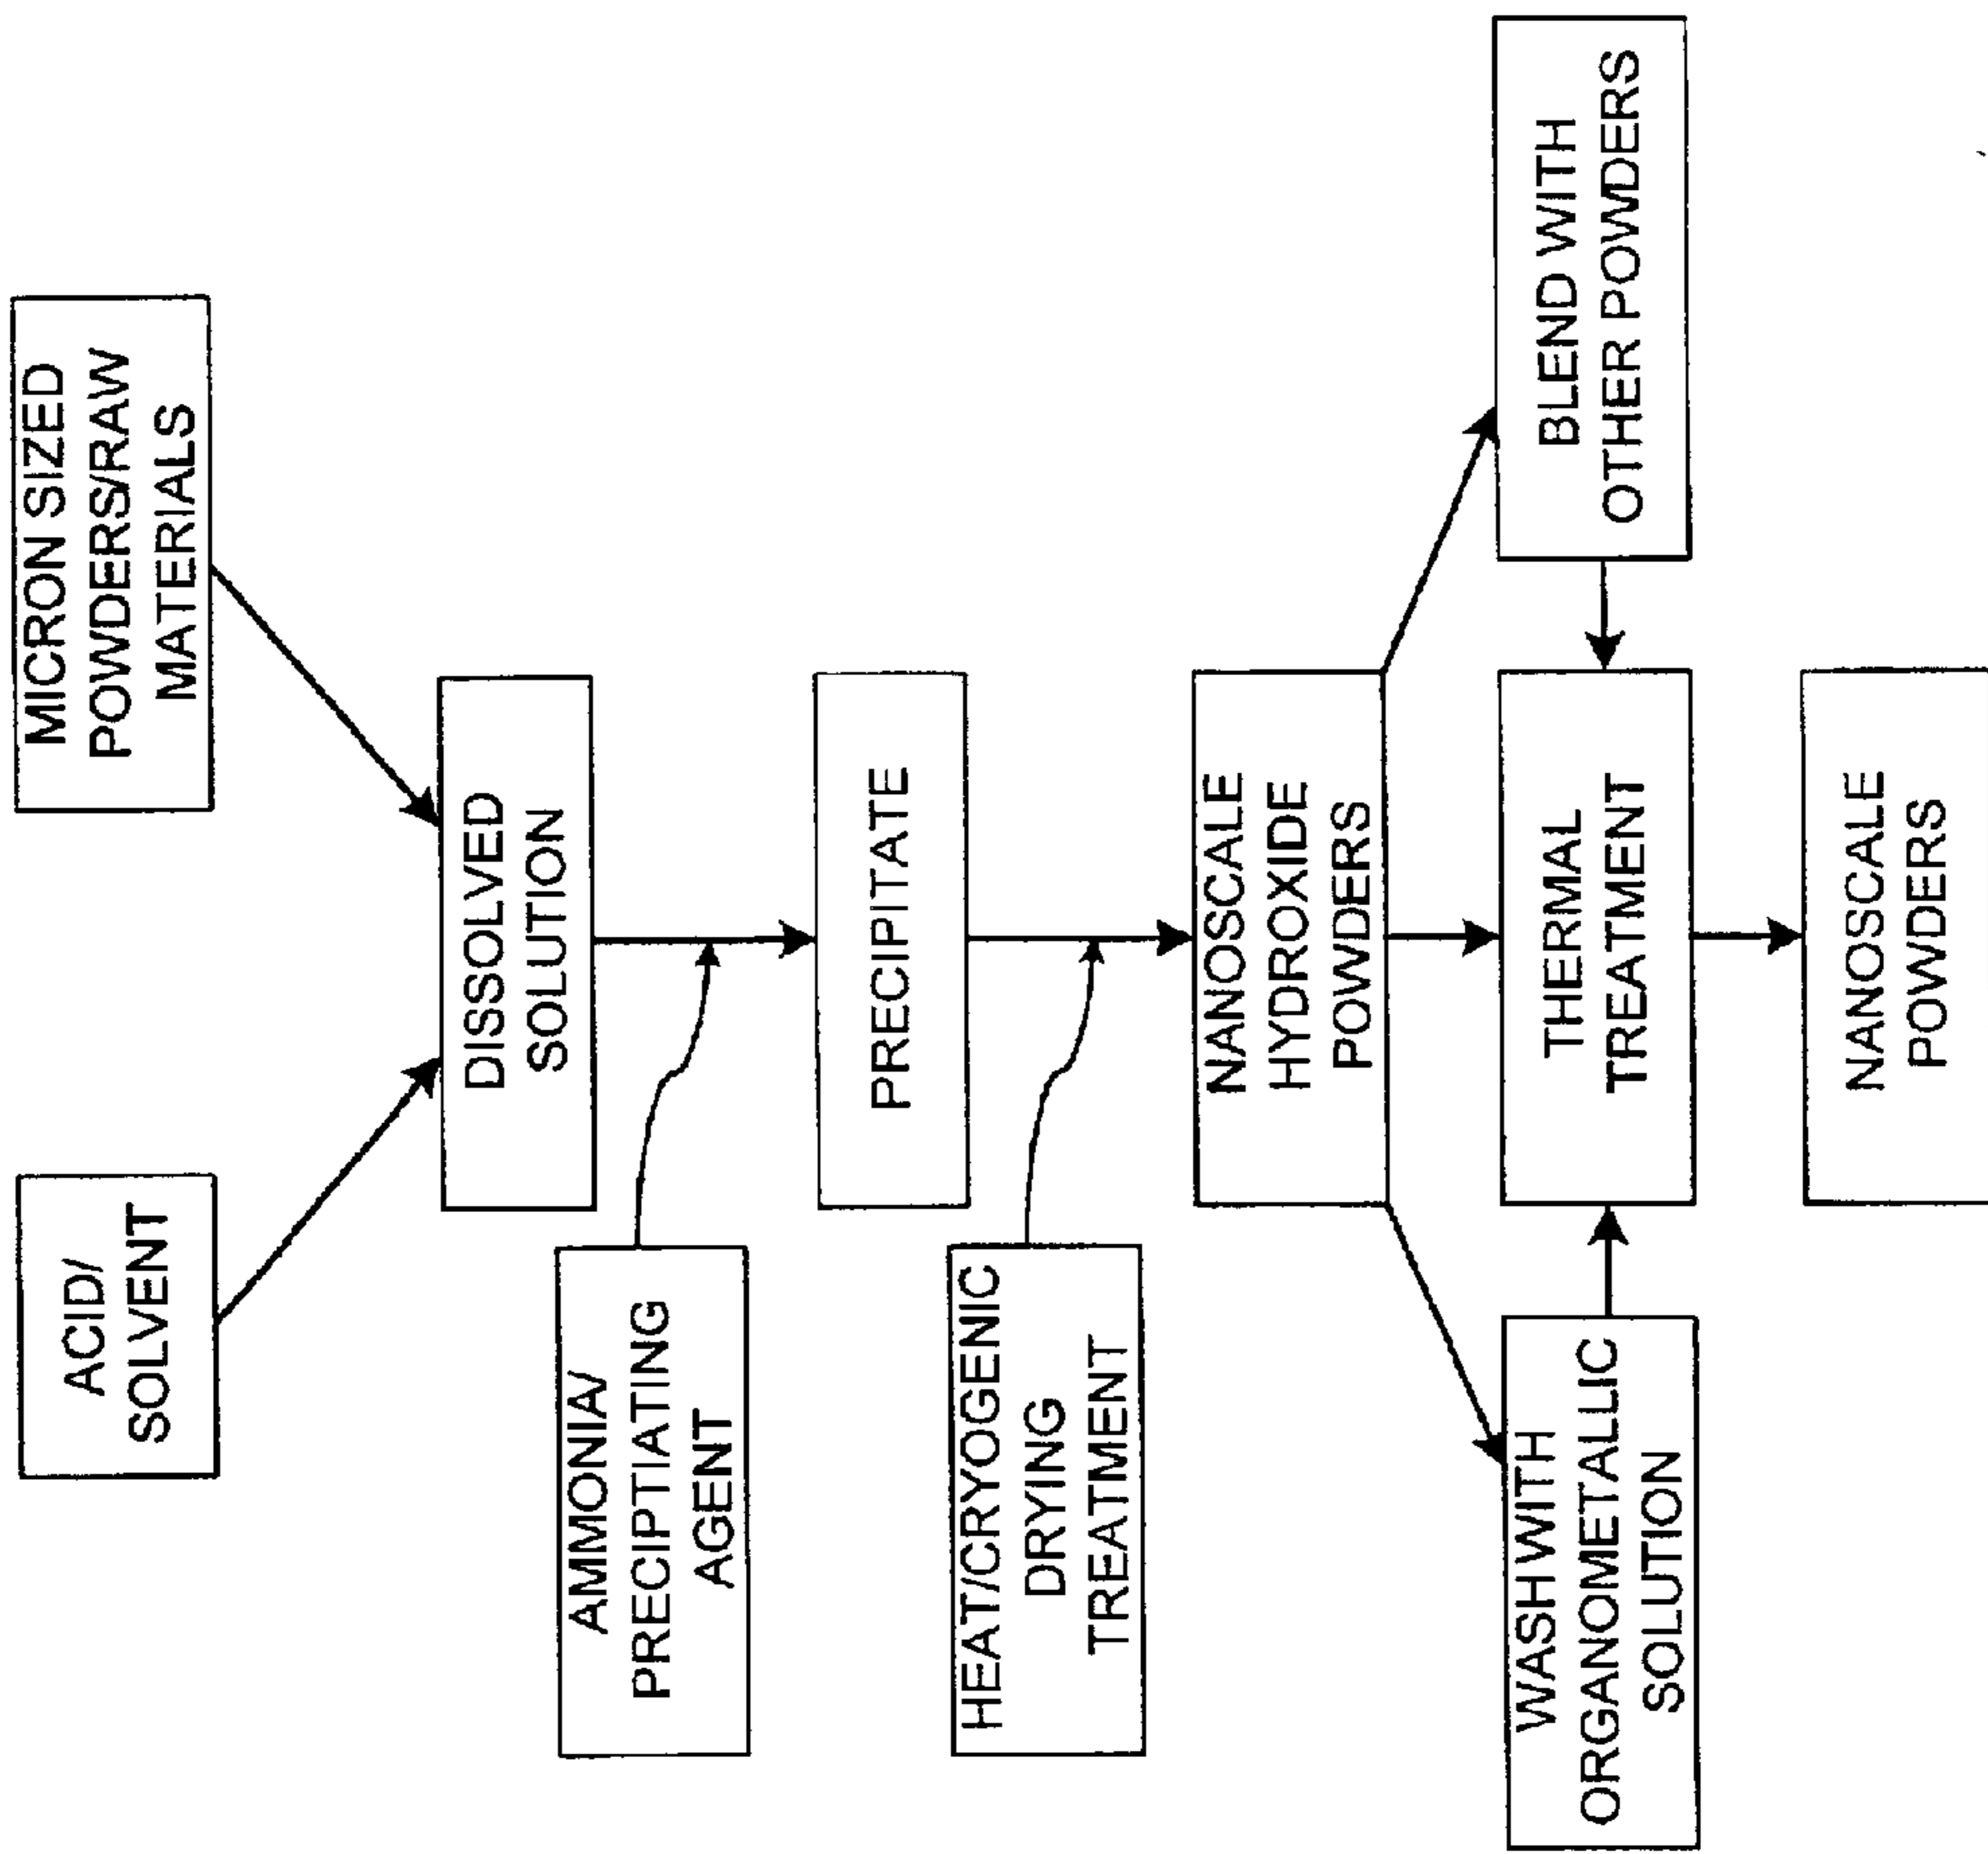 ACID/
SOLVENT
MICRON SIZED
POWDERS/RAW
MATERIALS
DISSOLVED
SOLUTION
AMMONIA/
PRECIPTIATING
AGENT
PRECIPITATE
HEAT/CRYOGENIC
DRYING
TREATMENT
NANOSCALE
HYDROXIDE
POWDERS
WASH WITH
ORGANOMETALLIC
SOLUTION
THERMAL
TREATMENT
BLEND WITH
OTHER POWDERS
NANOSCALE
POWDERS